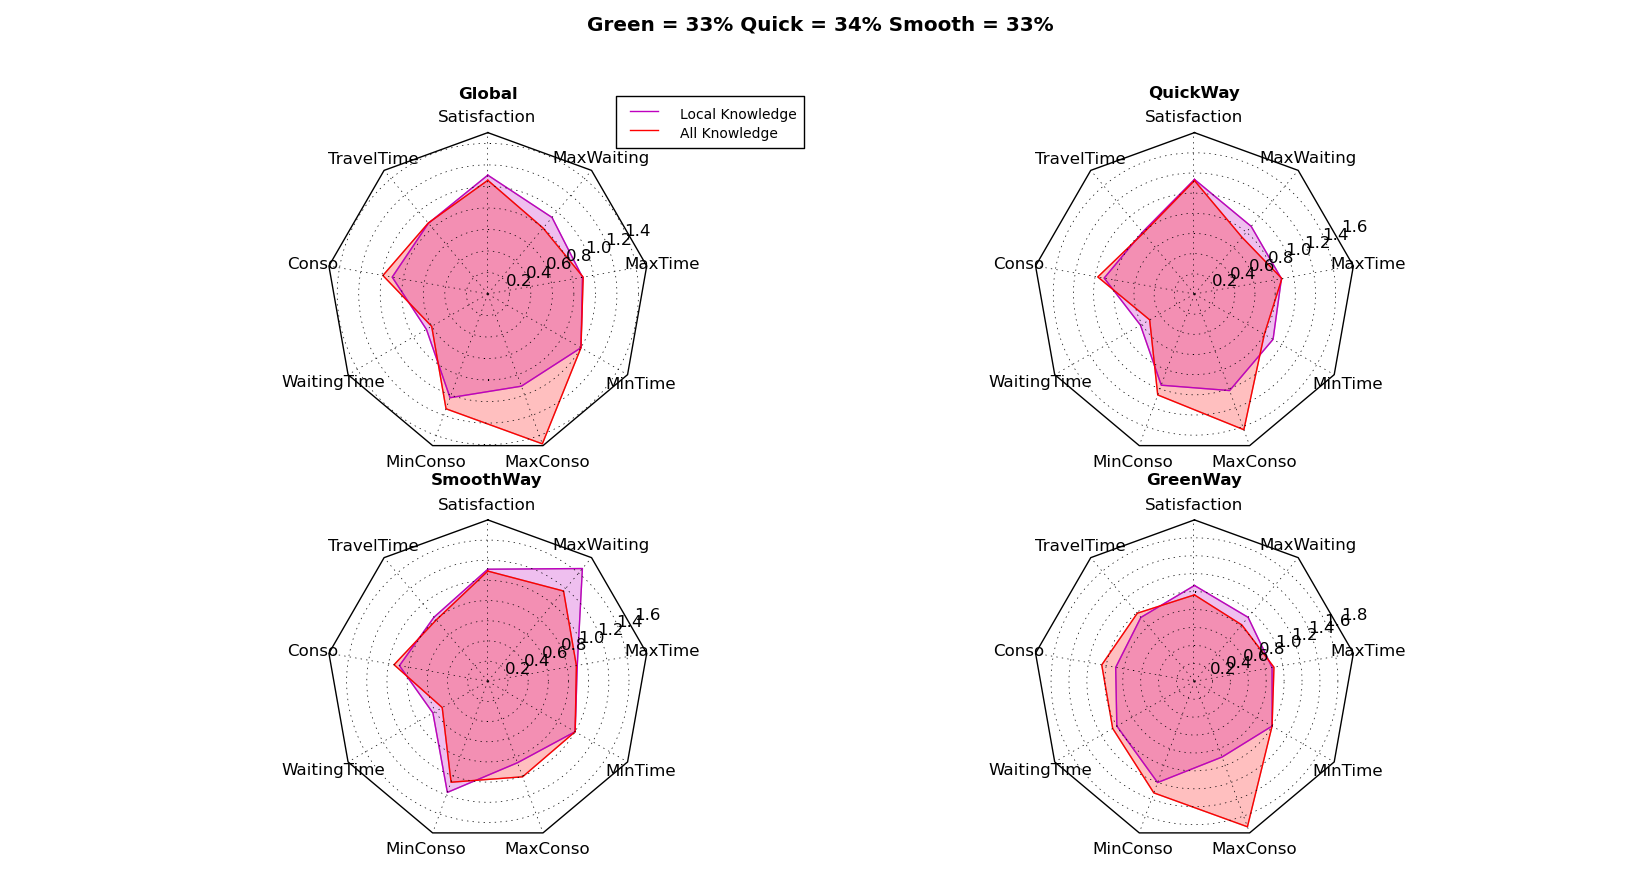 Green = 33% Quick = 34% Smooth = 33%
Global
Satisfaction
TravelTime
MaxWaiting
Conso
MaxTime
WaitingTime
MinTime
MinConso
MaxConso
0.2
0.4
0.6
0.8
1.0
1.2
1.4
Local Knowledge
All Knowledge
QuickWay
Satisfaction
TravelTime
MaxWaiting
Conso
MaxTime
WaitingTime
MinTime
MinConso
MaxConso
0.2
0.4
0.6
0.8
1.0
1.2
1.4
1.6
SmoothWay
Satisfaction
TravelTime
MaxWaiting
Conso
MaxTime
WaitingTime
MinTime
MinConso
MaxConso
0.2
0.4
0.6
0.8
1.0
1.2
1.4
1.6
GreenWay
Satisfaction
TravelTime
MaxWaiting
Conso
MaxTime
WaitingTime
MinTime
MinConso
MaxConso
0.2
0.4
0.6
0.8
1.0
1.2
1.4
1.6
1.8